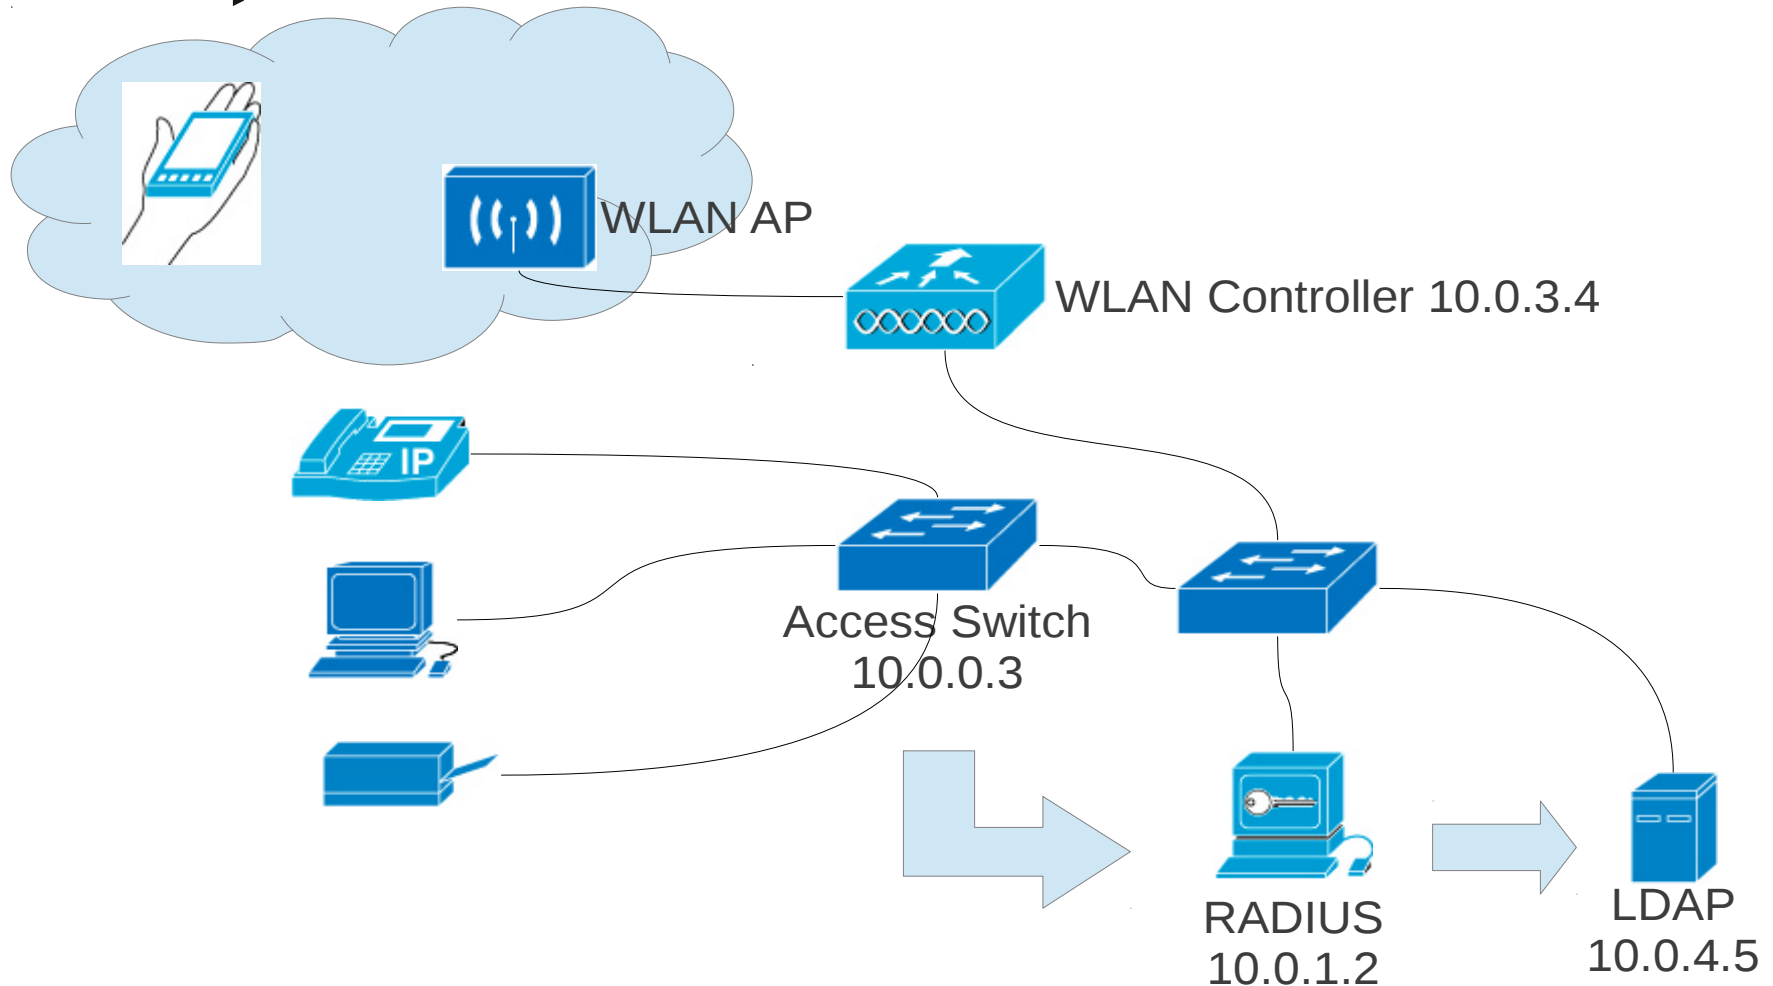 WLAN AP
WLAN Controller 10.0.3.4
IP
Access Switch
10.0.0.3
RADIUS
10.0.1.2
LDAP
10.0.4.5